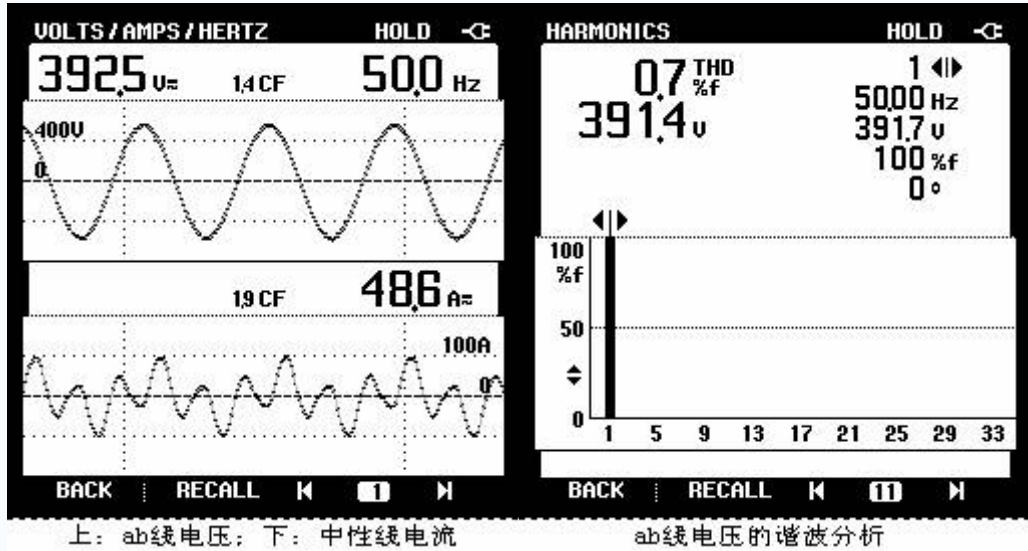 VOLTS/AMPS/HERTZ HOLD
392.5 V≂ 1.4 CF 50.0 Hz
400V
0
1.9 CF 48.6 A≂
100A
0
BACK RECALL 1
上: ab线电压; 下: 中性线电流
HARMONICS HOLD
0.7 THD %f
391.4 V
1
50.00 Hz
391.7 V
100 %f
0 °
100
%f
50
0
1 5 9 13 17 21 25 29 33
BACK RECALL 11
ab线电压的谐波分析